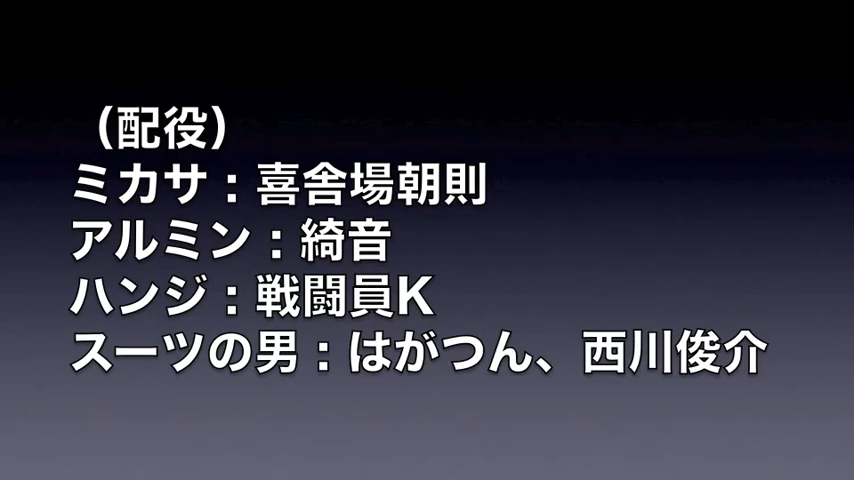 （配役）
ミカサ：喜舎場朝則
アルミン：綺音
ハンジ：戦闘員K
スーツの男：はがつん、西川俊介